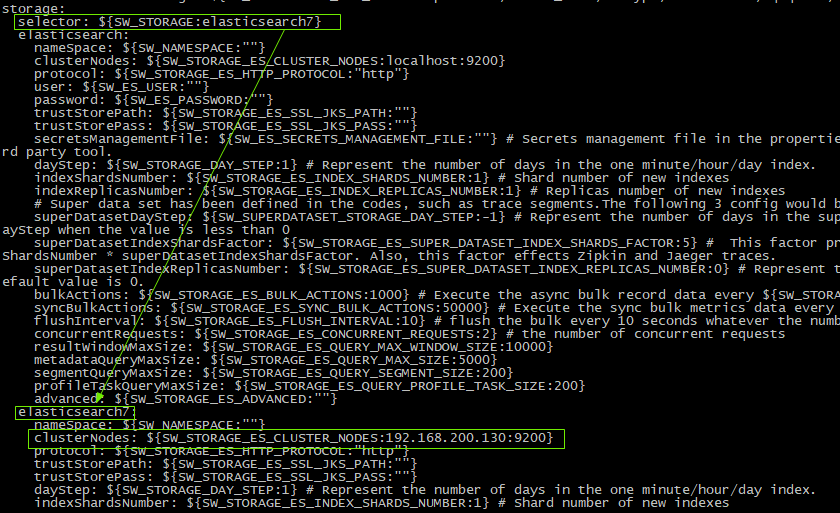 storage:
selector: ${SW_STORAGE:elasticsearch7}
elasticsearch:
nameSpace: ${SW_NAMESPACE:""}
clusterNodes: ${SW_STORAGE_ES_CLUSTER_NODES:localhost:9200}
protocol: ${SW_STORAGE_ES_HTTP_PROTOCOL:"http"}
user: ${SW_ES_USER:""}
password: ${SW_ES_PASSWORD:""}
trustStorePath: ${SW_STORAGE_ES_SSL_JKS_PATH:""}
trustStorePass: ${SW_STORAGE_ES_SSL_JKS_PASS:""}
secretsManagementFile: ${SW_ES_SECRETS_MANAGEMENT_FILE:""} # Secrets management file in the propertie
rd party tool.
dayStep: ${SW_STORAGE_DAY_STEP:1} # Represent the number of days in the one minute/hour/day index.
indexShardsNumber: ${SW_STORAGE_ES_INDEX_SHARDS_NUMBER:1} # Shard number of new indexes
indexReplicasNumber: ${SW_STORAGE_ES_INDEX_REPLICAS_NUMBER:1} # Replicas number of new indexes
# Super data set has been defined in the codes, such as trace segments.The following 3 config would b
superDatasetDayStep: ${SW_SUPERDATASET_STORAGE_DAY_STEP:-1} # Represent the number of days in the sup
ayStep when the value is less than 0
superDatasetIndexShardsFactor: ${SW_STORAGE_ES_SUPER_DATASET_INDEX_SHARDS_FACTOR:5} #  This factor pr
ShardsNumber * superDatasetIndexShardsFactor. Also, this factor effects Zipkin and Jaeger traces.
superDatasetIndexReplicasNumber: ${SW_STORAGE_ES_SUPER_DATASET_INDEX_REPLICAS_NUMBER:0} # Represent t
efault value is 0.
bulkActions: ${SW_STORAGE_ES_BULK_ACTIONS:1000} # Execute the async bulk record data every ${SW_STORA
syncBulkActions: ${SW_STORAGE_ES_SYNC_BULK_ACTIONS:50000} # Execute the sync bulk metrics data every
flushInterval: ${SW_STORAGE_ES_FLUSH_INTERVAL:10} # flush the bulk every 10 seconds whatever the numb
concurrentRequests: ${SW_STORAGE_ES_CONCURRENT_REQUESTS:2} # the number of concurrent requests
resultWindowMaxSize: ${SW_STORAGE_ES_QUERY_MAX_WINDOW_SIZE:10000}
metadataQueryMaxSize: ${SW_STORAGE_ES_QUERY_MAX_SIZE:5000}
segmentQueryMaxSize: ${SW_STORAGE_ES_QUERY_SEGMENT_SIZE:200}
profileTaskQueryMaxSize: ${SW_STORAGE_ES_QUERY_PROFILE_TASK_SIZE:200}
advanced: ${SW_STORAGE_ES_ADVANCED:""}
elasticsearch7:
nameSpace: ${SW_NAMESPACE:""}
clusterNodes: ${SW_STORAGE_ES_CLUSTER_NODES:192.168.200.130:9200}
protocol: ${SW_STORAGE_ES_HTTP_PROTOCOL:"http"}
trustStorePath: ${SW_STORAGE_ES_SSL_JKS_PATH:""}
trustStorePass: ${SW_STORAGE_ES_SSL_JKS_PASS:""}
dayStep: ${SW_STORAGE_DAY_STEP:1} # Represent the number of days in the one minute/hour/day index.
indexShardsNumber: ${SW_STORAGE_ES_INDEX_SHARDS_NUMBER:1} # Shard number of new indexes